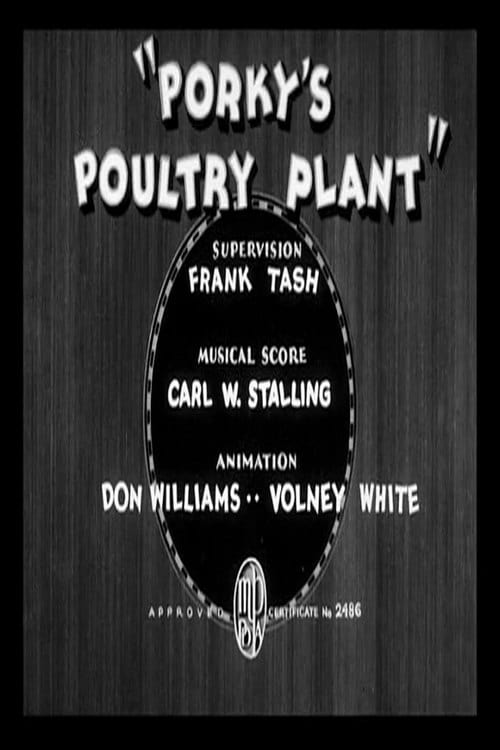 "PORKY'S
POULTRY PLANT"
SUPERVISION
FRANK TASH
MUSICAL SCORE
CARL W. STALLING
ANIMATION
DON WILLIAMS·· VOLNEY WHITE
APPROVED MPPDA CERTIFICATE No 2486